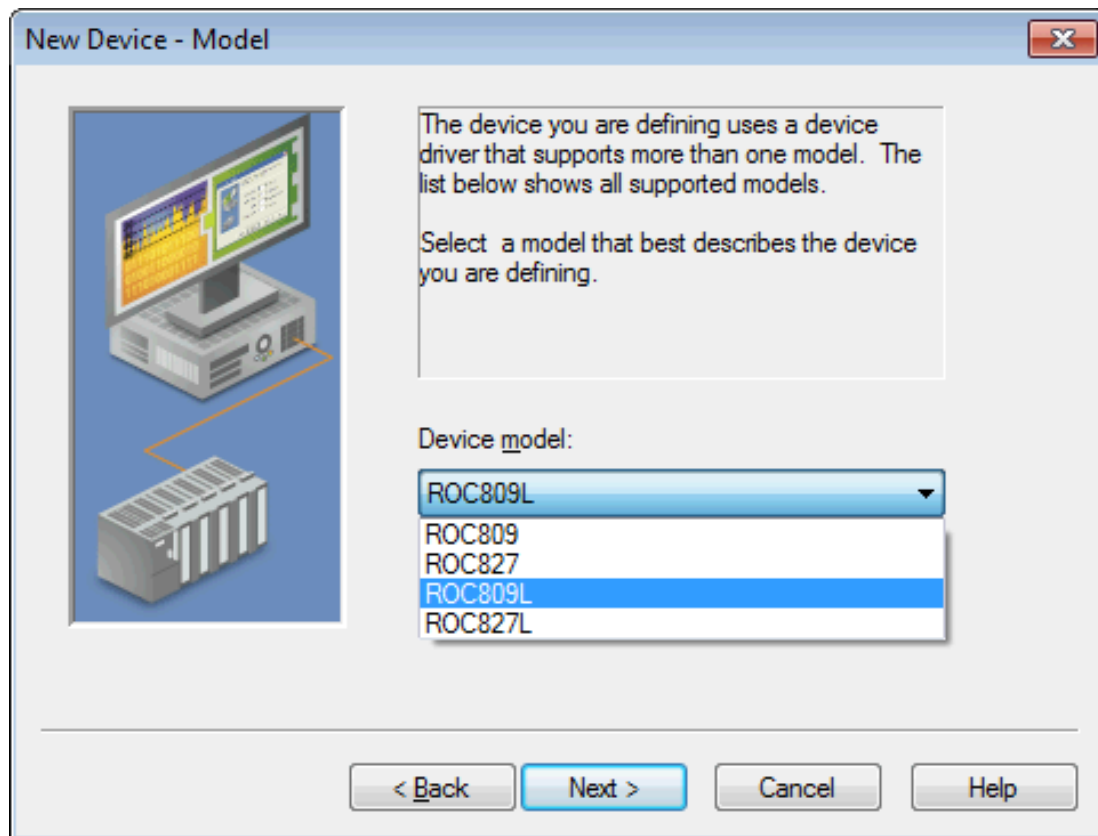 New Device - Model
The device you are defining uses a device
driver that supports more than one model.  The
list below shows all supported models.
Select  a model that best describes the device
you are defining.
Device model:
ROC809L
ROC809
ROC827
ROC809L
ROC827L
< Back
Next >
Cancel
Help